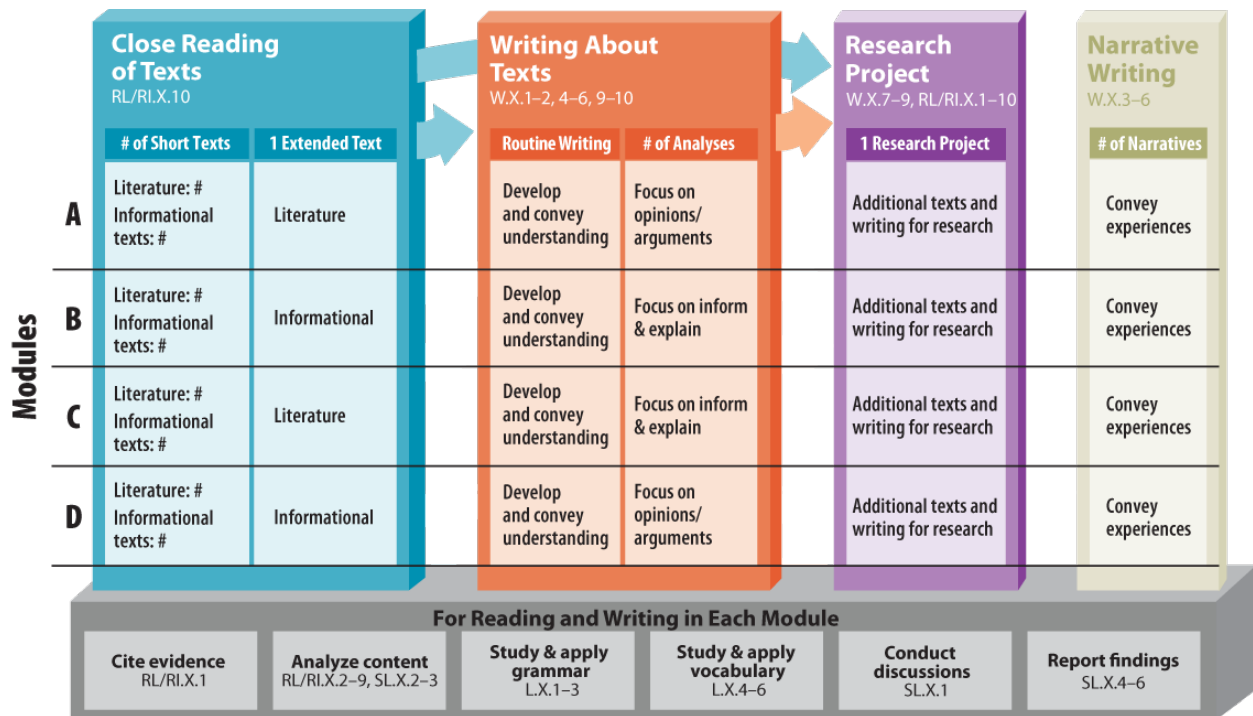 Close Reading
of Texts
RL/RI.X.10
Writing About
Texts
W.X.1–2, 4–6, 9–10
Research
Project
W.X.7–9, RL/RI.X.1–10
Narrative
Writing
W.X.3–6
# of Short Texts
1 Extended Text
Routine Writing
# of Analyses
1 Research Project
# of Narratives
Modules
A
Literature: #
Informational
texts: #
Literature
Develop
and convey
understanding
Focus on
opinions/
arguments
Additional texts and
writing for research
Convey
experiences
B
Literature: #
Informational
texts: #
Informational
Develop
and convey
understanding
Focus on inform
& explain
Additional texts and
writing for research
Convey
experiences
C
Literature: #
Informational
texts: #
Literature
Develop
and convey
understanding
Focus on inform
& explain
Additional texts and
writing for research
Convey
experiences
D
Literature: #
Informational
texts: #
Informational
Develop
and convey
understanding
Focus on
opinions/
arguments
Additional texts and
writing for research
Convey
experiences
For Reading and Writing in Each Module
Cite evidence
RL/RI.X.1
Analyze content
RL/RI.X.2–9, SL.X.2–3
Study & apply
grammar
L.X.1–3
Study & apply
vocabulary
L.X.4–6
Conduct
discussions
SL.X.1
Report findings
SL.X.4–6